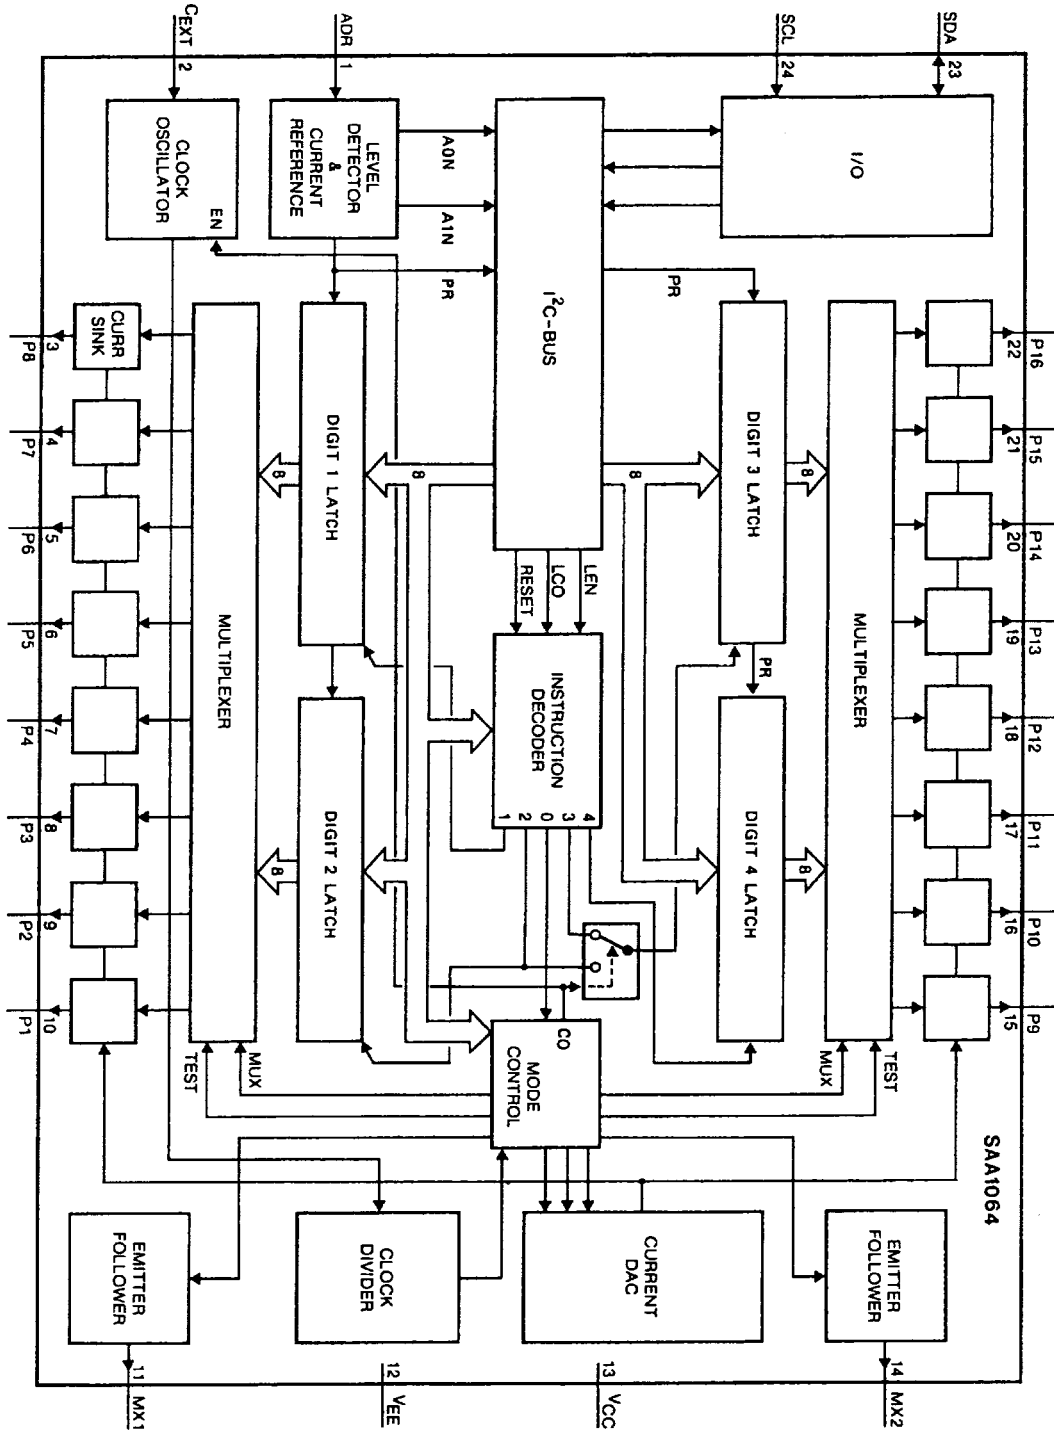 CEXT 2
ADR 1
SCL 24
SDA 23
CLOCK
OSCILLATOR
EN
LEVEL
DETECTOR
&
CURRENT
REFERENCE
A0N
A1N
PR
I²C-BUS
I/O
PR
CURR
SINK
P8 3
P7 4
P6 5
P5 6
P4 7
P3 8
P2 9
P1 10
MULTIPLEXER
8
8
DIGIT 1 LATCH
DIGIT 2 LATCH
8
RESET
LCO
LEN
INSTRUCTION
DECODER
1 2 0 3 4
8
DIGIT 3 LATCH
PR
DIGIT 4 LATCH
8
8
MULTIPLEXER
22 P16
21 P15
20 P14
19 P13
18 P12
17 P11
16 P10
15 P9
TEST
MUX
CO
MODE
CONTROL
MUX
TEST
SAA1064
EMITTER
FOLLOWER
CLOCK
DIVIDER
CURRENT
DAC
EMITTER
FOLLOWER
11 MX1
12 VEE
13 VCC
14 MX2